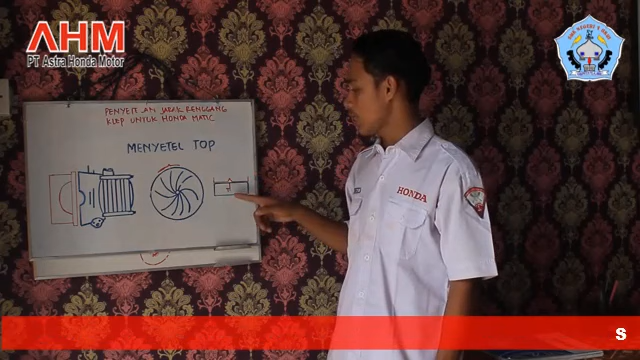 AHM
PT Astra Honda Motor
PENYETELAN JARAK RENGGANG
KLEP UNTUK HONDA MATIC
MENYETEL TOP
HONDA
S